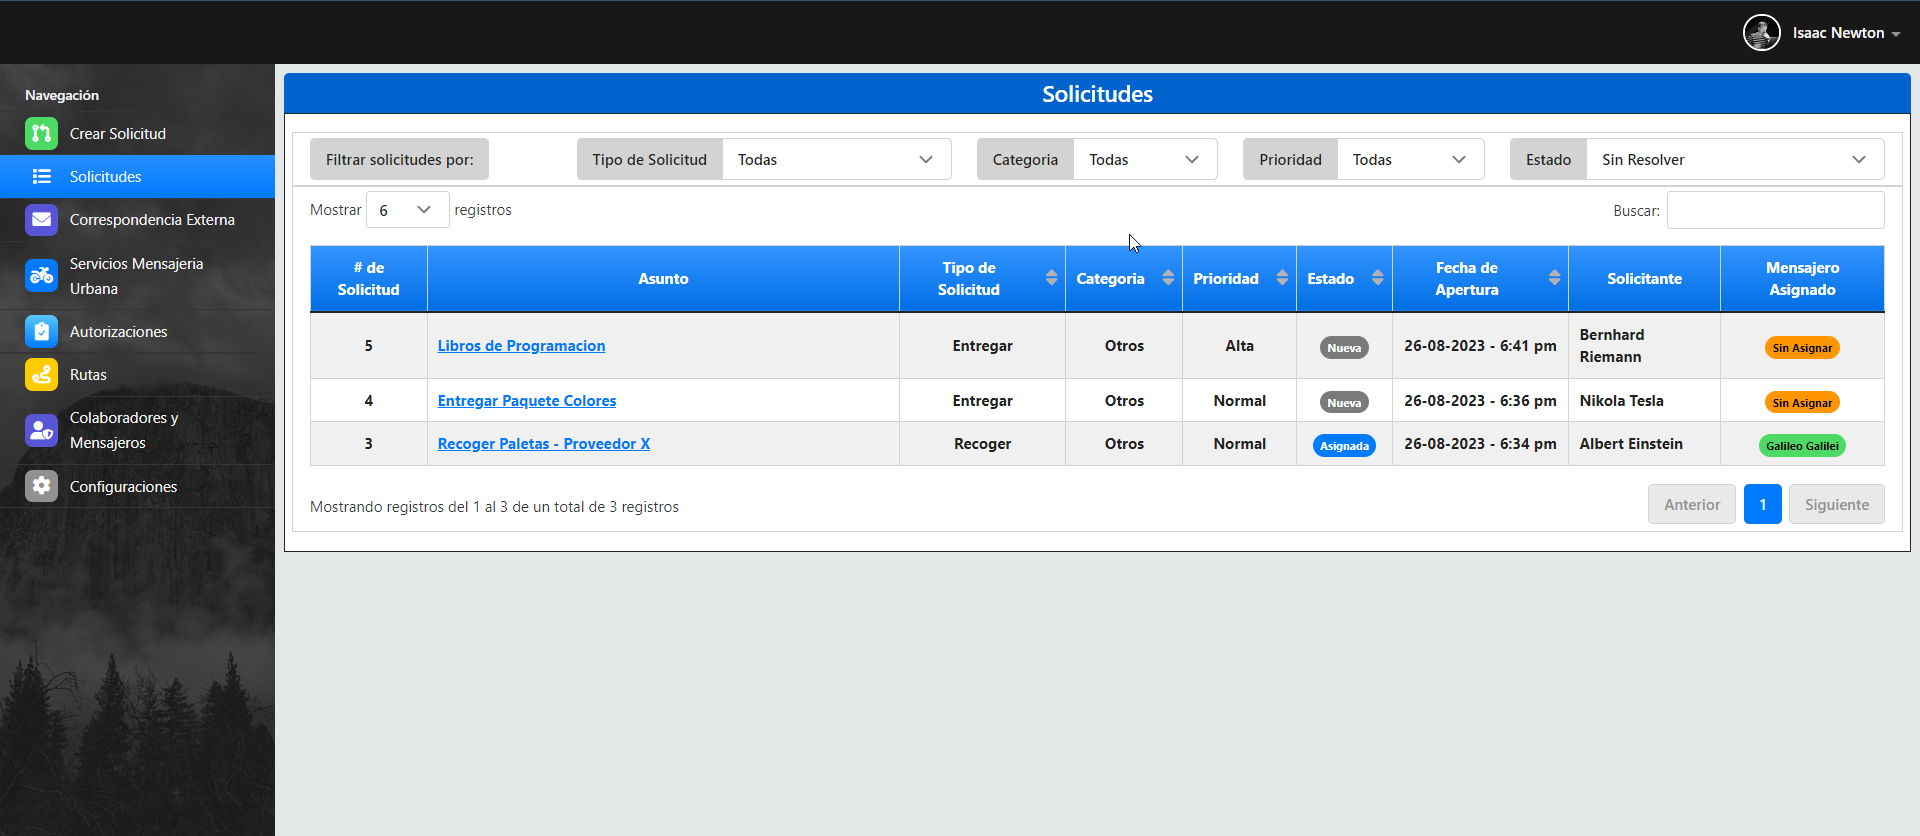 Isaac Newton
Navegación
Crear Solicitud
Solicitudes
Correspondencia Externa
Servicios Mensajeria
Urbana
Autorizaciones
Rutas
Colaboradores y
Mensajeros
Configuraciones
Solicitudes
Filtrar solicitudes por: Tipo de Solicitud Todas Categoria Todas Prioridad Todas Estado Sin Resolver
Mostrar 6 registros Buscar:
# de Solicitud Asunto Tipo de Solicitud Categoria Prioridad Estado Fecha de Apertura Solicitante Mensajero Asignado
5 Libros de Programacion Entregar Otros Alta Nueva 26-08-2023 - 6:41 pm Bernhard Riemann Sin Asignar
4 Entregar Paquete Colores Entregar Otros Normal Nueva 26-08-2023 - 6:36 pm Nikola Tesla Sin Asignar
3 Recoger Paletas - Proveedor X Recoger Otros Normal Asignada 26-08-2023 - 6:34 pm Albert Einstein Galileo Galilei
Mostrando registros del 1 al 3 de un total de 3 registros
Anterior 1 Siguiente